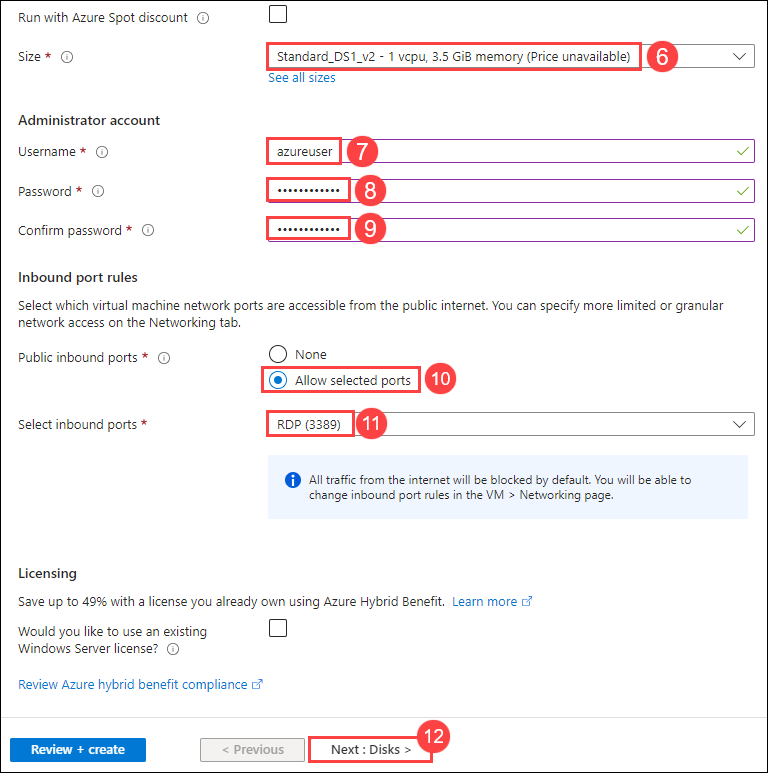 Run with Azure Spot discount
Size *
Standard_DS1_v2 - 1 vcpu, 3.5 GiB memory (Price unavailable)
6
See all sizes
Administrator account
Username *
azureuser
7
Password *
••••••••••••
8
Confirm password *
••••••••••••
9
Inbound port rules
Select which virtual machine network ports are accessible from the public internet. You can specify more limited or granular
network access on the Networking tab.
Public inbound ports *
None
Allow selected ports
10
Select inbound ports *
RDP (3389)
11
All traffic from the internet will be blocked by default. You will be able to
change inbound port rules in the VM > Networking page.
Licensing
Save up to 49% with a license you already own using Azure Hybrid Benefit. Learn more
Would you like to use an existing
Windows Server license?
Review Azure hybrid benefit compliance
Review + create
< Previous
Next : Disks >
12